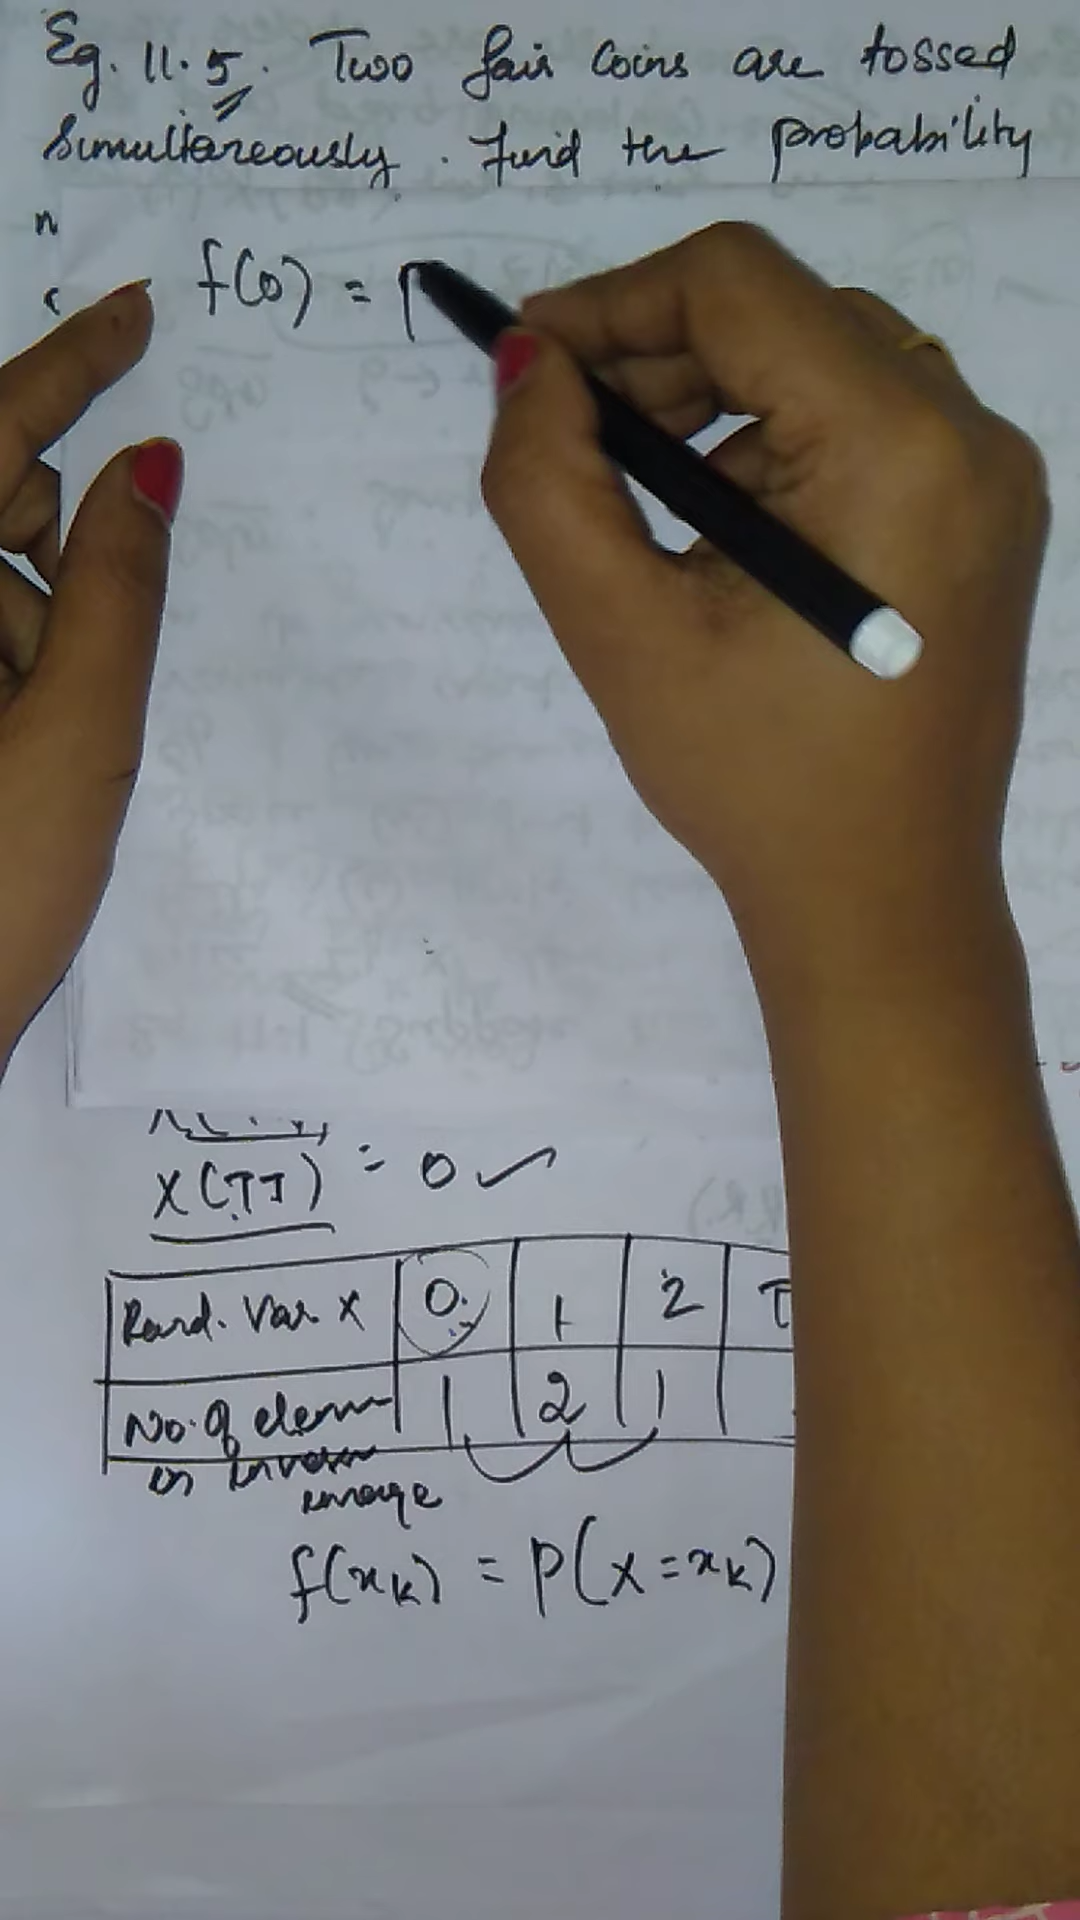 Eg. 11.5. Two fair coins are tossed
simultaneously. Find the probability
f(0) =
X(TT) = 0 ✓
Rand. Var X 0 1 2 T
No. of elem 1 2 1
in inverse
image
f(xₖ) = P(X = xₖ)